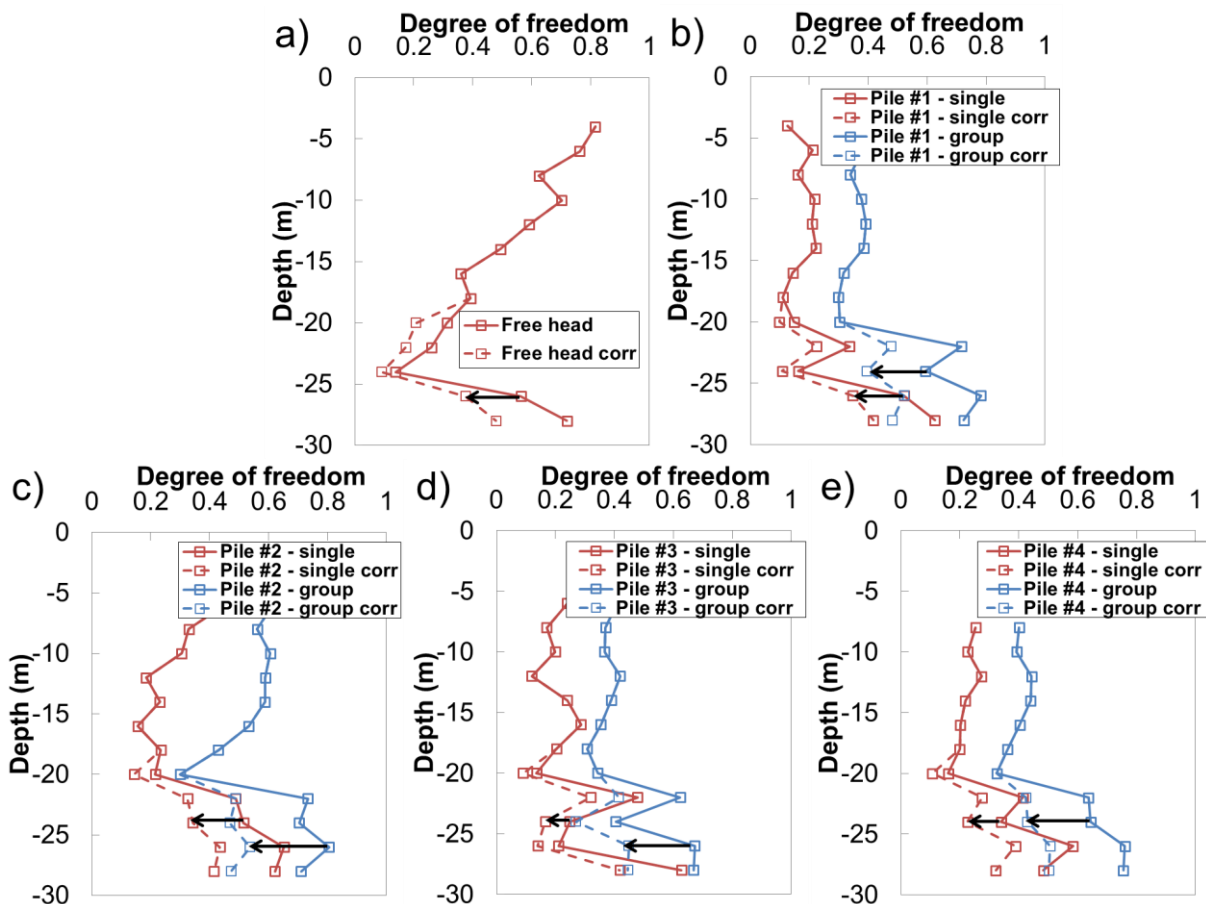 a)
Degree of freedom
0 0.2 0.4 0.6 0.8 1
0
-5
-10
-15
-20
-25
-30
Depth (m)
Free head
Free head corr
b)
Degree of freedom
0 0.2 0.4 0.6 0.8 1
0
-5
-10
-15
-20
-25
-30
Depth (m)
Pile #1 - single
Pile #1 - single corr
Pile #1 - group
Pile #1 - group corr
c)
Degree of freedom
0 0.2 0.4 0.6 0.8 1
0
-5
-10
-15
-20
-25
-30
Depth (m)
Pile #2 - single
Pile #2 - single corr
Pile #2 - group
Pile #2 - group corr
d)
Degree of freedom
0 0.2 0.4 0.6 0.8 1
0
-5
-10
-15
-20
-25
-30
Depth (m)
Pile #3 - single
Pile #3 - single corr
Pile #3 - group
Pile #3 - group corr
e)
Degree of freedom
0 0.2 0.4 0.6 0.8 1
0
-5
-10
-15
-20
-25
-30
Depth (m)
Pile #4 - single
Pile #4 - single corr
Pile #4 - group
Pile #4 - group corr